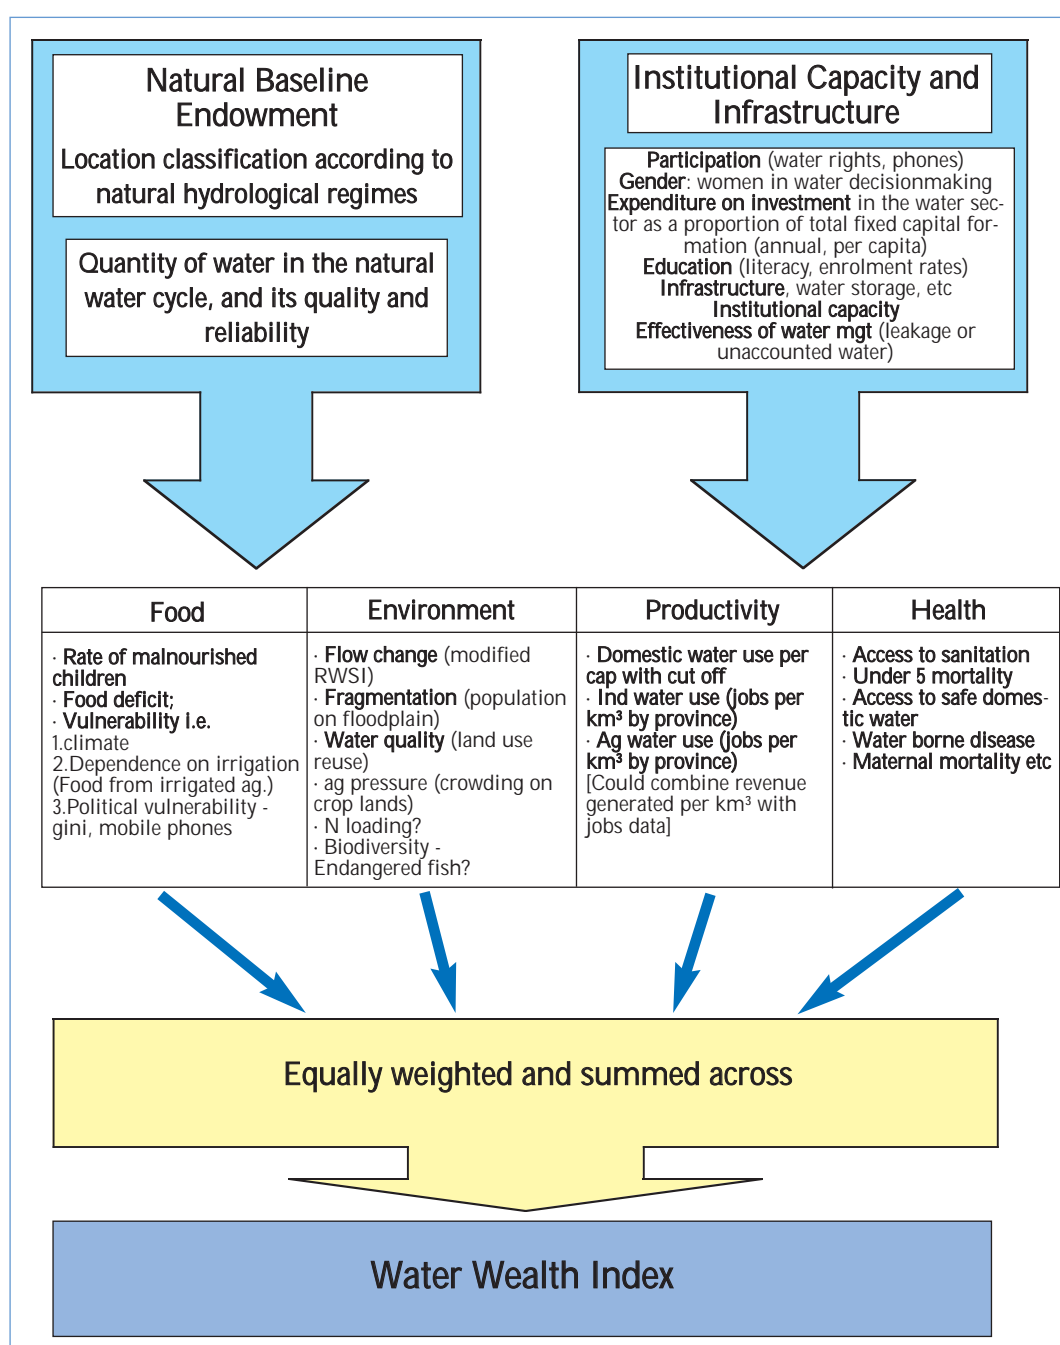 Natural Baseline
Endowment
Location classification according to
natural hydrological regimes
Quantity of water in the natural
water cycle, and its quality and
reliability
Institutional Capacity and
Infrastructure
Participation (water rights, phones)
Gender: women in water decisionmaking
Expenditure on investment in the water sec-
tor as a proportion of total fixed capital for-
mation (annual, per capita)
Education (literacy, enrolment rates)
Infrastructure, water storage, etc
Institutional capacity
Effectiveness of water mgt (leakage or
unaccounted water)
Food
· Rate of malnourished
children
· Food deficit;
· Vulnerability i.e.
1.climate
2.Dependence on irrigation
(Food from irrigated ag.)
3.Political vulnerability -
gini, mobile phones
Environment
· Flow change (modified
RWSI)
· Fragmentation (population
on floodplain)
· Water quality (land use
reuse)
· ag pressure (crowding on
crop lands)
· N loading?
· Biodiversity -
Endangered fish?
Productivity
· Domestic water use per
cap with cut off
· Ind water use (jobs per
km³ by province)
· Ag water use (jobs per
km³ by province)
[Could combine revenue
generated per km³ with
jobs data]
Health
· Access to sanitation
· Under 5 mortality
· Access to safe domes-
tic water
· Water borne disease
· Maternal mortality etc
Equally weighted and summed across
Water Wealth Index